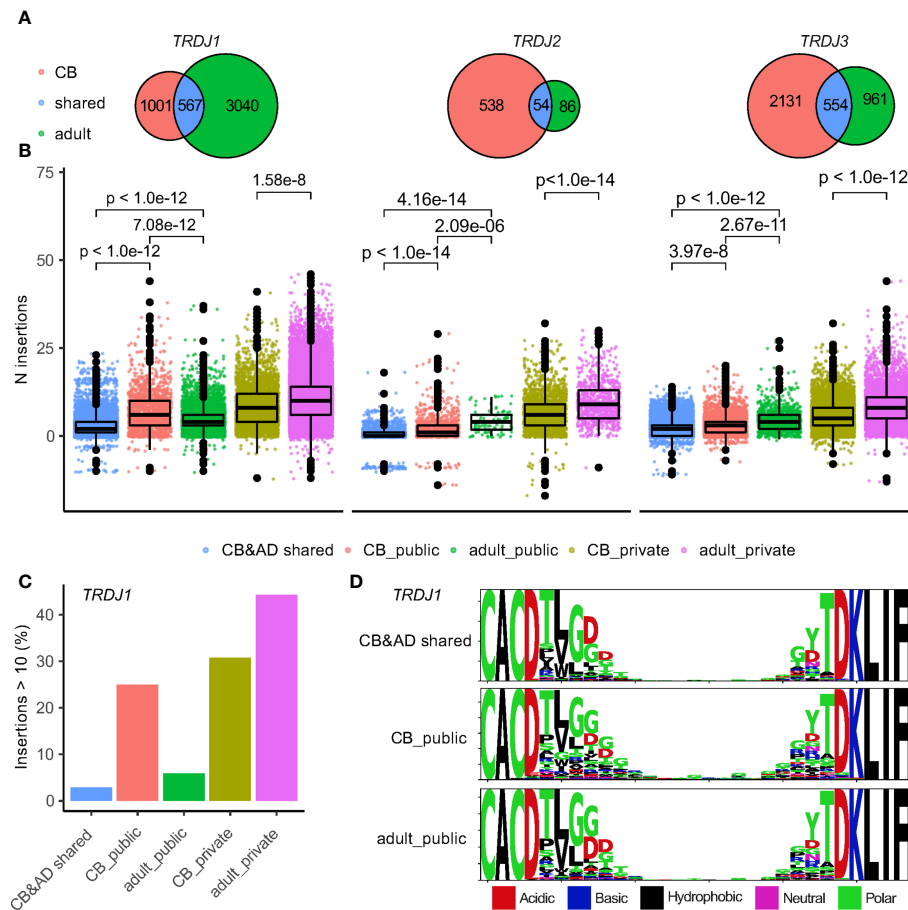 A
TRDJ1
TRDJ2
TRDJ3
CB
shared
adult
1001 567 3040
538 54 86
2131 554 961
B
N insertions
75
50
25
0
p < 1.0e-12
7.08e-12
p < 1.0e-12
1.58e-8
4.16e-14
2.09e-06
p < 1.0e-14
p<1.0e-14
p < 1.0e-12
2.67e-11
3.97e-8
p < 1.0e-12
CB&AD shared CB_public adult_public CB_private adult_private
C
TRDJ1
Insertions > 10 (%)
40
30
20
10
0
CB&AD shared
CB_public
adult_public
CB_private
adult_private
D
TRDJ1
CB&AD shared
CB_public
adult_public
Acidic Basic Hydrophobic Neutral Polar